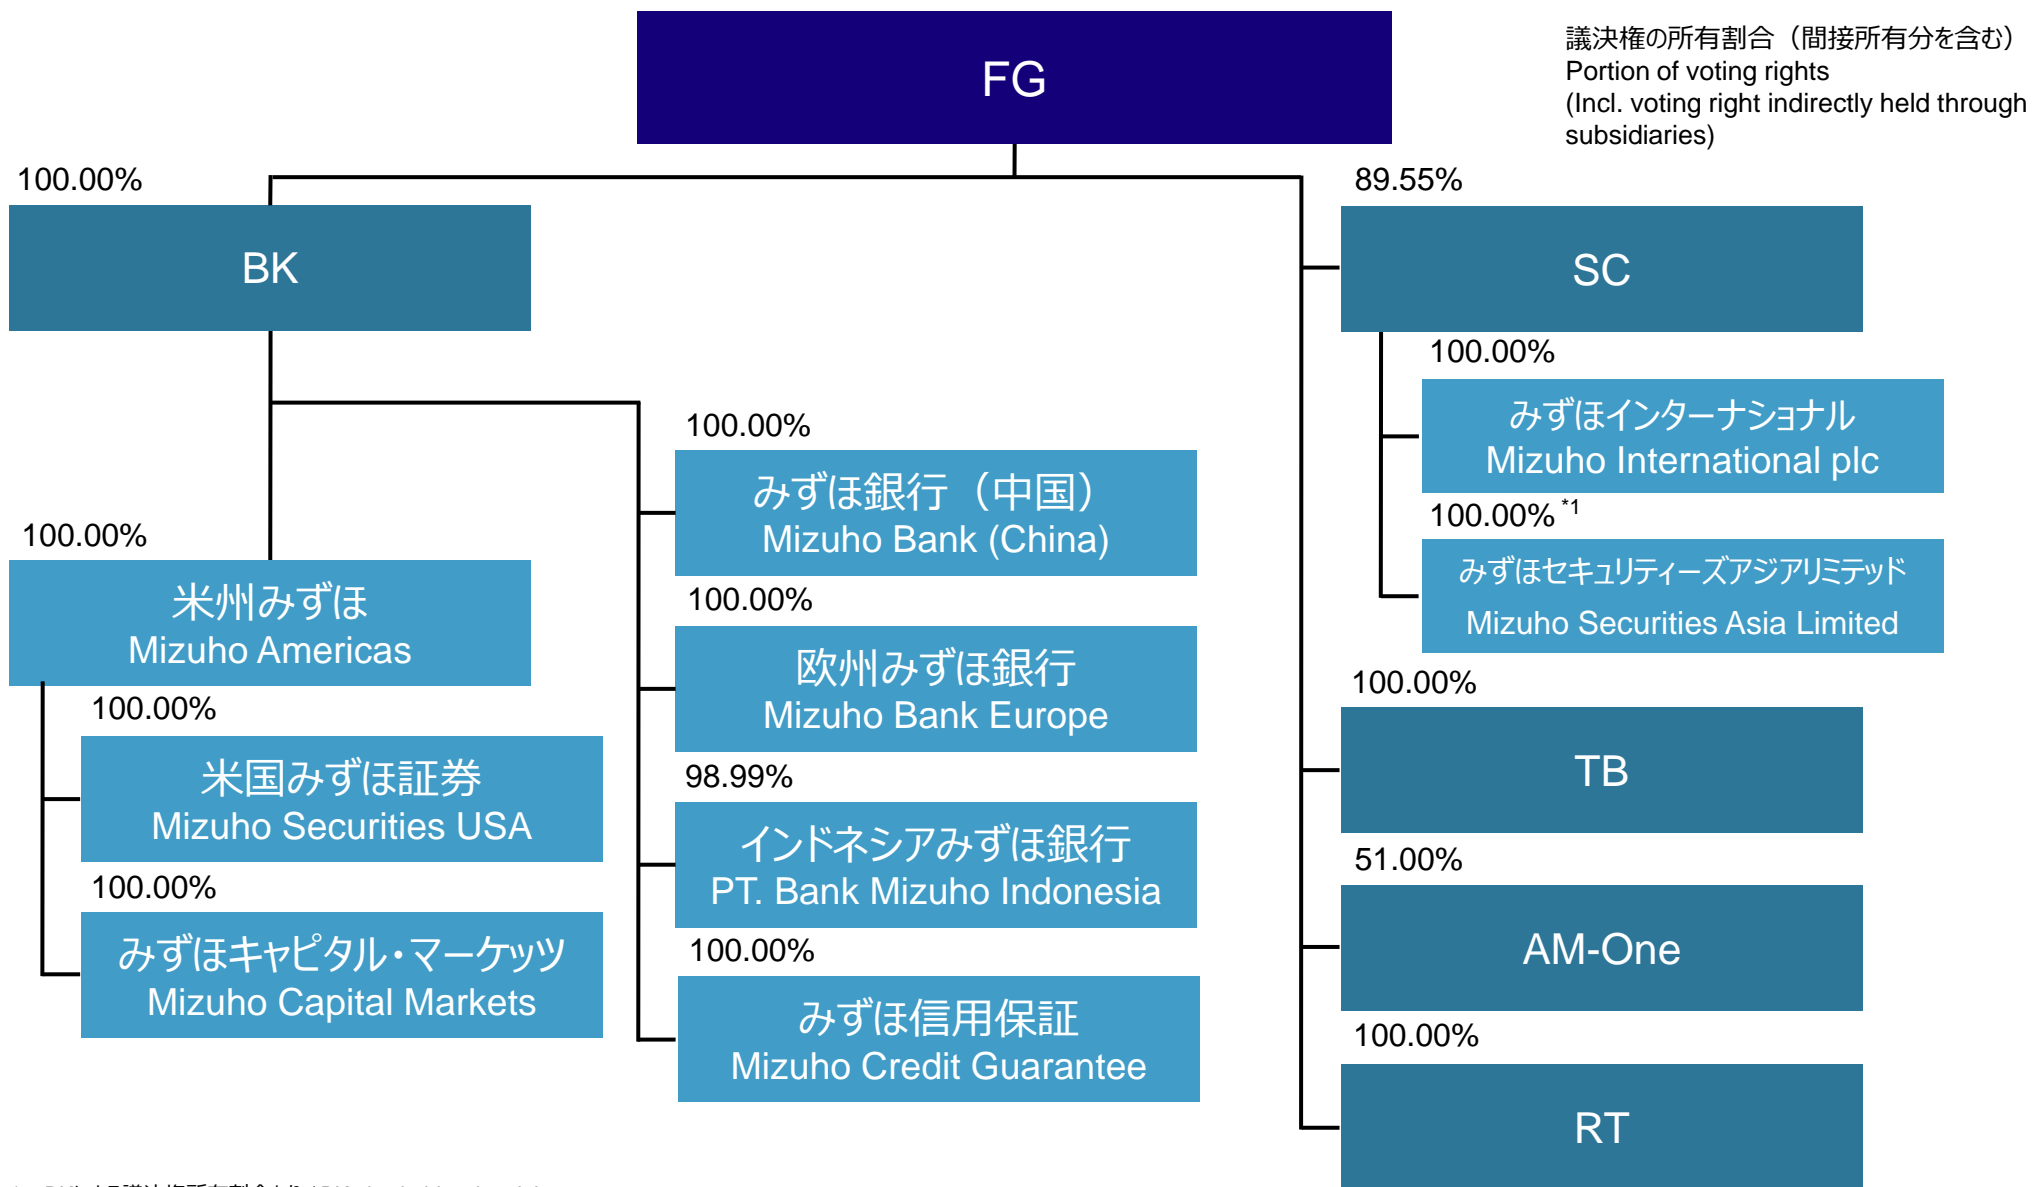 FG
議決権の所有割合（間接所有分を含む）
Portion of voting rights
(Incl. voting right indirectly held through
subsidiaries)
100.00%
BK
100.00%
米州みずほ
Mizuho Americas
100.00%
米国みずほ証券
Mizuho Securities USA
100.00%
みずほキャピタル・マーケッツ
Mizuho Capital Markets
100.00%
みずほ銀行（中国）
Mizuho Bank (China)
100.00%
欧州みずほ銀行
Mizuho Bank Europe
98.99%
インドネシアみずほ銀行
PT. Bank Mizuho Indonesia
100.00%
みずほ信用保証
Mizuho Credit Guarantee
89.55%
SC
100.00%
みずほインターナショナル
Mizuho International plc
100.00% *1
みずほセキュリティーズアジアリミテッド
Mizuho Securities Asia Limited
100.00%
TB
51.00%
AM-One
100.00%
RT